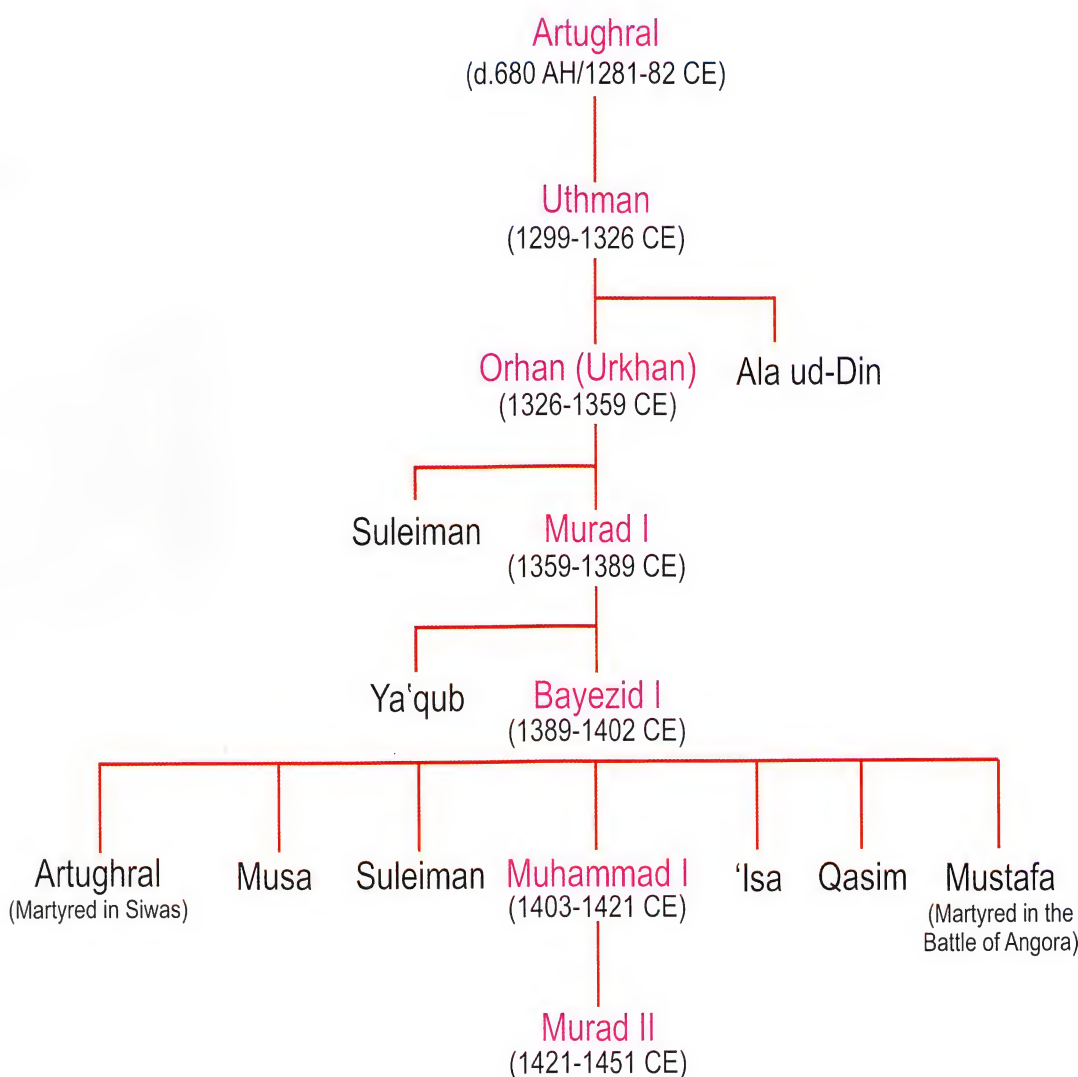 Artughral
(d.680 AH/1281-82 CE)
Uthman
(1299-1326 CE)
Orhan (Urkhan)
Ala ud-Din
(1326-1359 CE)
Suleiman
Murad I
(1359-1389 CE)
Ya‛qub
Bayezid I
(1389-1402 CE)
Artughral
(Martyred in Siwas)
Musa
Suleiman
Muhammad I
(1403-1421 CE)
‛Isa
Qasim
Mustafa
(Martyred in the
Battle of Angora)
Murad II
(1421-1451 CE)